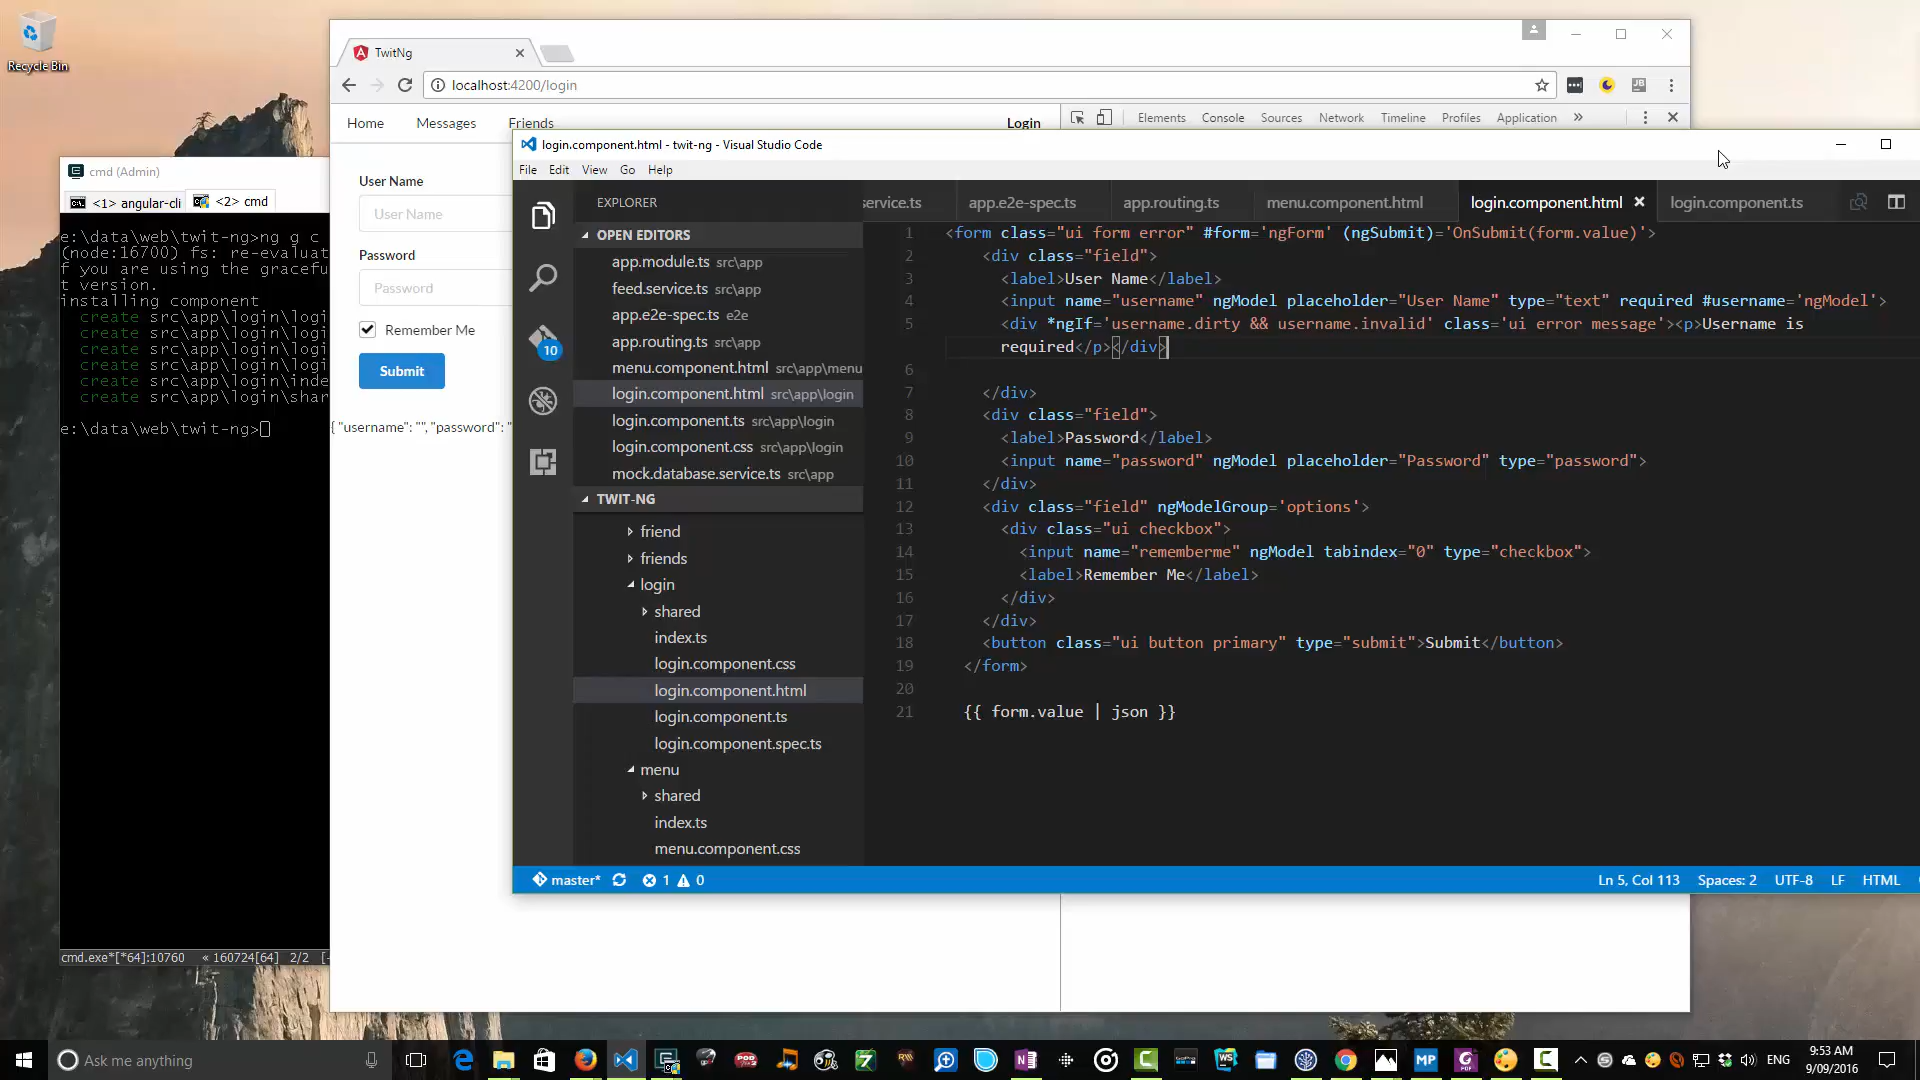 Recycle Bin
TwitNg
localhost:4200/login
Home
Messages
Friends
Login
Elements
Console
Sources
Network
Timeline
Profiles
Application
cmd (Admin)
<1> angular-cli
<2> cmd
e:\data\web\twit-ng>ng g c
(node:16700) fs: re-evaluat
f you are using the gracefu
t version.
installing component
create src\app\login\logi
create src\app\login\logi
create src\app\login\logi
create src\app\login\logi
create src\app\login\inde
create src\app\login\shar
e:\data\web\twit-ng>
cmd.exe*[*64]:10760
« 160724[64]
2/2
[-
User Name
User Name
Password
Password
Remember Me
Submit
{ "username": "", "password": "
login.component.html - twit-ng - Visual Studio Code
File
Edit
View
Go
Help
10
EXPLORER
OPEN EDITORS
app.module.ts src\app
feed.service.ts src\app
app.e2e-spec.ts e2e
app.routing.ts src\app
menu.component.html src\app\menu
login.component.html src\app\login
login.component.ts src\app\login
login.component.css src\app\login
mock.database.service.ts src\app
TWIT-NG
friend
friends
login
shared
index.ts
login.component.css
login.component.html
login.component.ts
login.component.spec.ts
menu
shared
index.ts
menu.component.css
service.ts
app.e2e-spec.ts
app.routing.ts
menu.component.html
login.component.html
login.component.ts
1 <form class="ui form error" #form='ngForm' (ngSubmit)='OnSubmit(form.value)'>
2 <div class="field">
3 <label>User Name</label>
4 <input name="username" ngModel placeholder="User Name" type="text" required #username='ngModel'>
5 <div *ngIf='username.dirty && username.invalid' class='ui error message'><p>Username is
required</p></div>
6
7 </div>
8 <div class="field">
9 <label>Password</label>
10 <input name="password" ngModel placeholder="Password" type="password">
11 </div>
12 <div class="field" ngModelGroup='options'>
13 <div class="ui checkbox">
14 <input name="rememberme" ngModel tabindex="0" type="checkbox">
15 <label>Remember Me</label>
16 </div>
17 </div>
18 <button class="ui button primary" type="submit">Submit</button>
19 </form>
20
21 {{ form.value | json }}
master*
1
0
Ln 5, Col 113
Spaces: 2
UTF-8
LF
HTML
Ask me anything
ENG
9:53 AM
9/09/2016